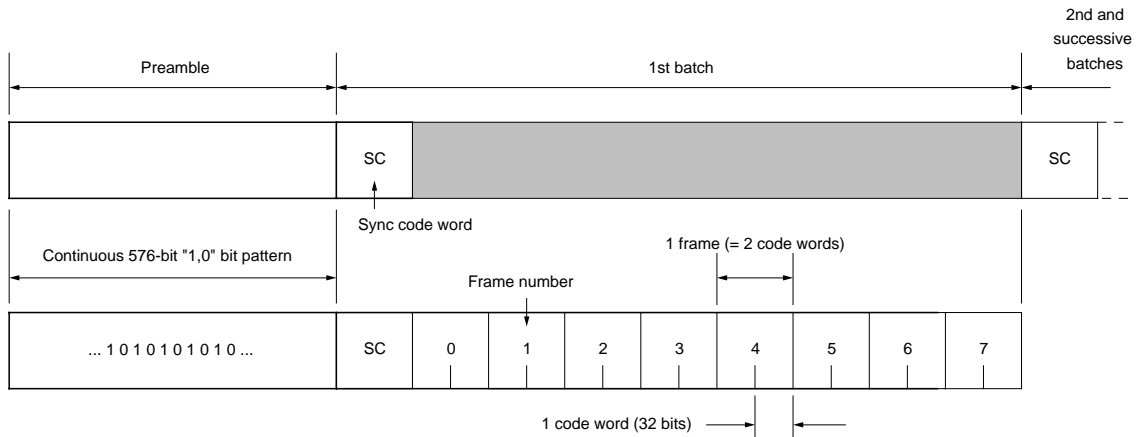 2nd and
successive
batches
Preamble
1st batch
SC
SC
Sync code word
Continuous 576-bit "1,0" bit pattern
1 frame (= 2 code words)
Frame number
... 1 0 1 0 1 0 1 0 1 0 ...
SC
0
1
2
3
4
5
6
7
1 code word (32 bits)